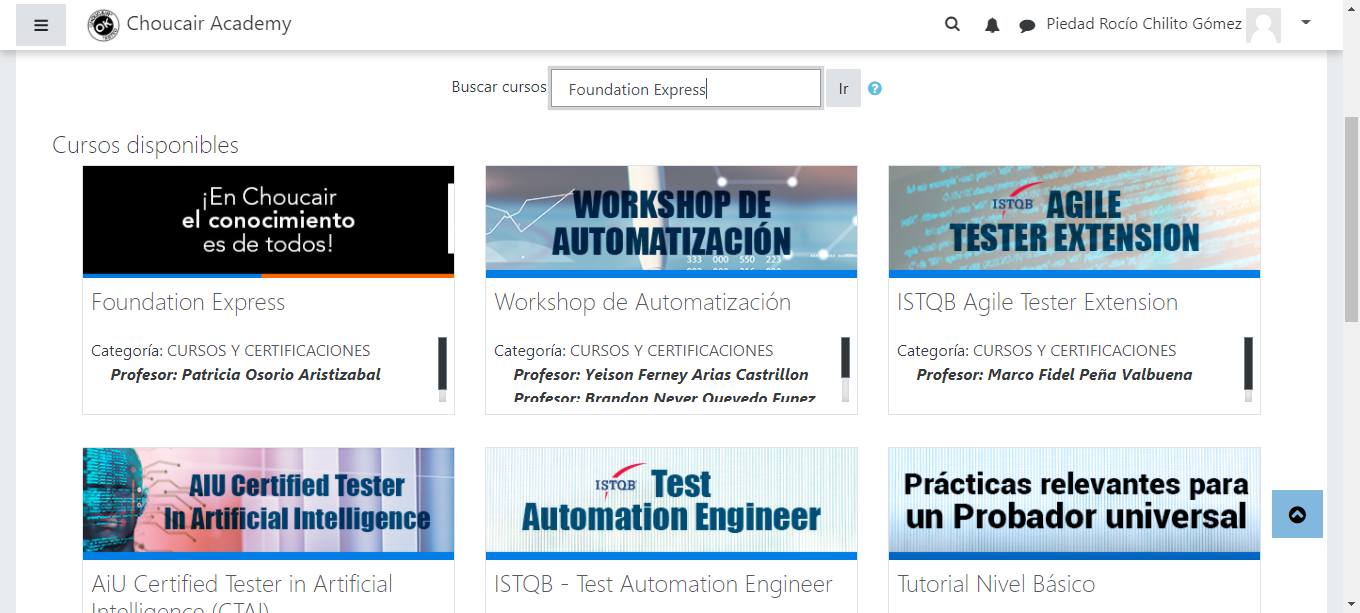 Choucair Academy
Piedad Rocío Chilito Gómez
Buscar cursos
Foundation Express
Ir
Cursos disponibles
¡En Choucair
el conocimiento
es de todos!
Foundation Express
Categoría: CURSOS Y CERTIFICACIONES
Profesor: Patricia Osorio Aristizabal
WORKSHOP DE
AUTOMATIZACIÓN
333 000 550 223
Workshop de Automatización
Categoría: CURSOS Y CERTIFICACIONES
Profesor: Yeison Ferney Arias Castrillon
Profesor: Brandon Never Quevedo Funez
ISTQB AGILE
TESTER EXTENSION
ISTQB Agile Tester Extension
Categoría: CURSOS Y CERTIFICACIONES
Profesor: Marco Fidel Peña Valbuena
AIU Certified Tester
In Artificial Intelligence
AiU Certified Tester in Artificial
Intelligence (CTAI)
ISTQB Test
Automation Engineer
ISTQB - Test Automation Engineer
Prácticas relevantes para
un Probador universal
Tutorial Nivel Básico